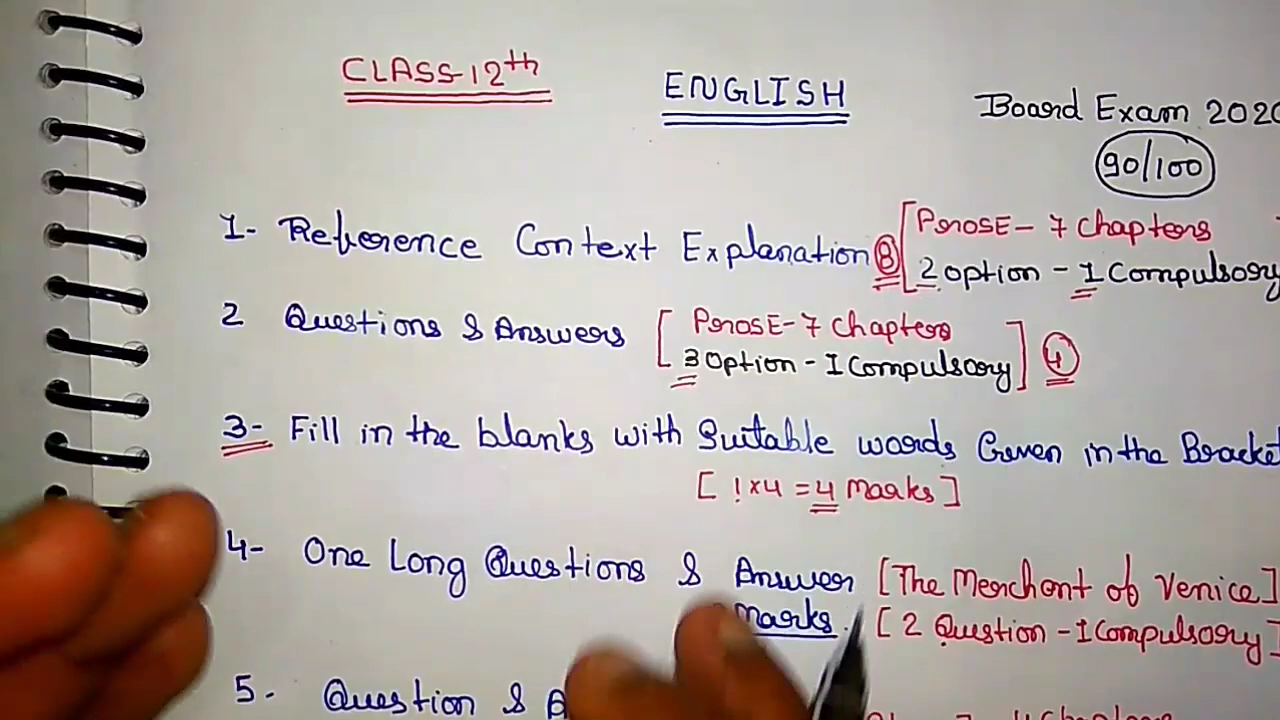 CLASS-12th
ENGLISH
Board Exam 2020
90/100
1- Reference Context Explanation 8 [ ProsE- 7 Chapters
2 option - 1 Compulsory
2 Questions & Answers [ ProsE- 7 Chapters
3 Option - 1 Compulsory ] 4
3- Fill in the blanks with Suitable words Given in the Bracket
[ 1x4 = 4 Marks ]
4- One Long Questions & Answer [The Merchant of Venice]
Marks. [ 2 Question - 1 Compulsory ]
5. Question &